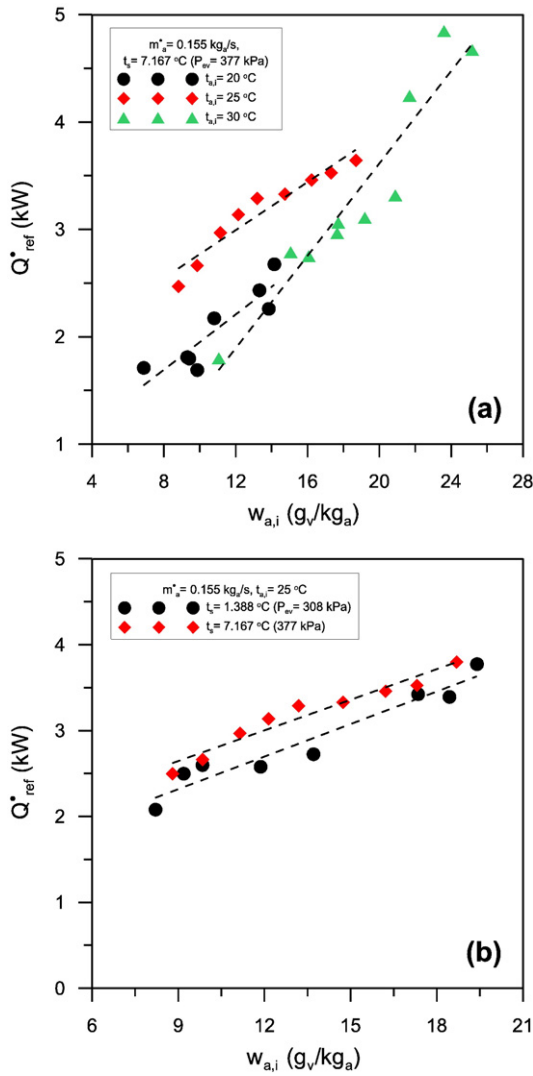 m•a = 0.155 kga/s,
ts = 7.167 °C (Pev= 377 kPa)
ta,i= 20 °C
ta,i= 25 °C
ta,i= 30 °C
5
4
3
2
1
Q•ref (kW)
(a)
4 8 12 16 20 24 28
wa,i (gv/kga)
m•a = 0.155 kga/s, ta,i= 25 °C
ts= 1.388 °C (Pev= 308 kPa)
ts= 7.167 °C (377 kPa)
5
4
3
2
1
0
Q•ref (kW)
(b)
6 9 12 15 18 21
wa,i (gv/kga)